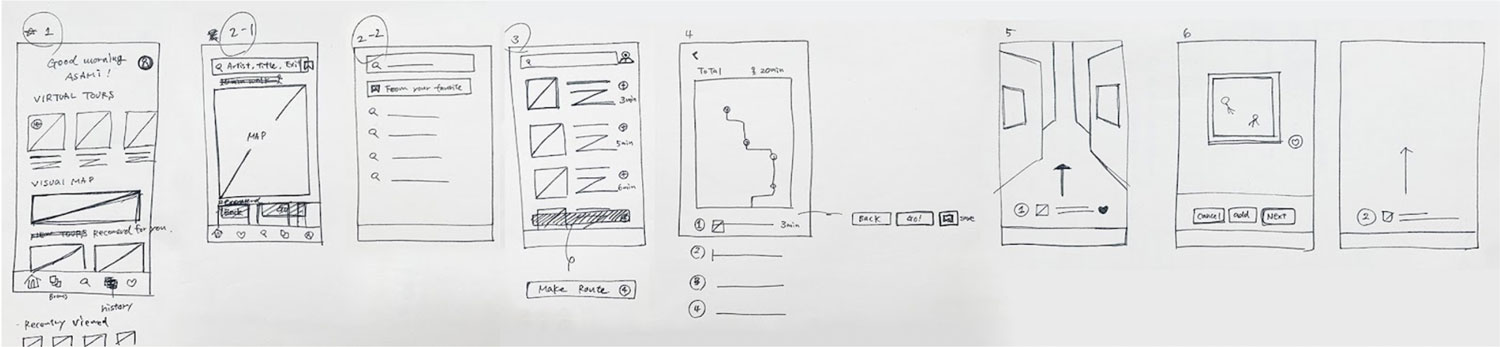 ☆ 1
Good morning
ASAMI!
VIRTUAL TOURS
VISUAL MAP
Recomend for you.
history
Recently viewed
2-1
Artist, Title, Exi
MAP
Back
2-2
From your favorite
3
3min
5min
6min
Make Route
4
TOTAL
20min
1
3min
2
3
4
BACK
GO!
save
5
1
6
Cancel
add
NEXT
2